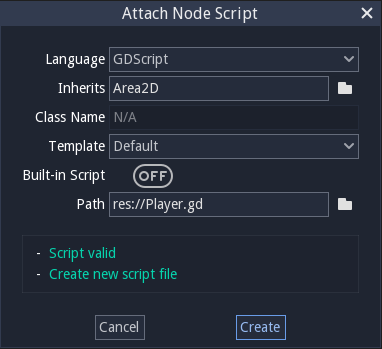 Attach Node Script
Language GDScript
Inherits Area2D
Class Name N/A
Template Default
Built-in Script OFF
Path res://Player.gd
- Script valid
- Create new script file
Cancel Create